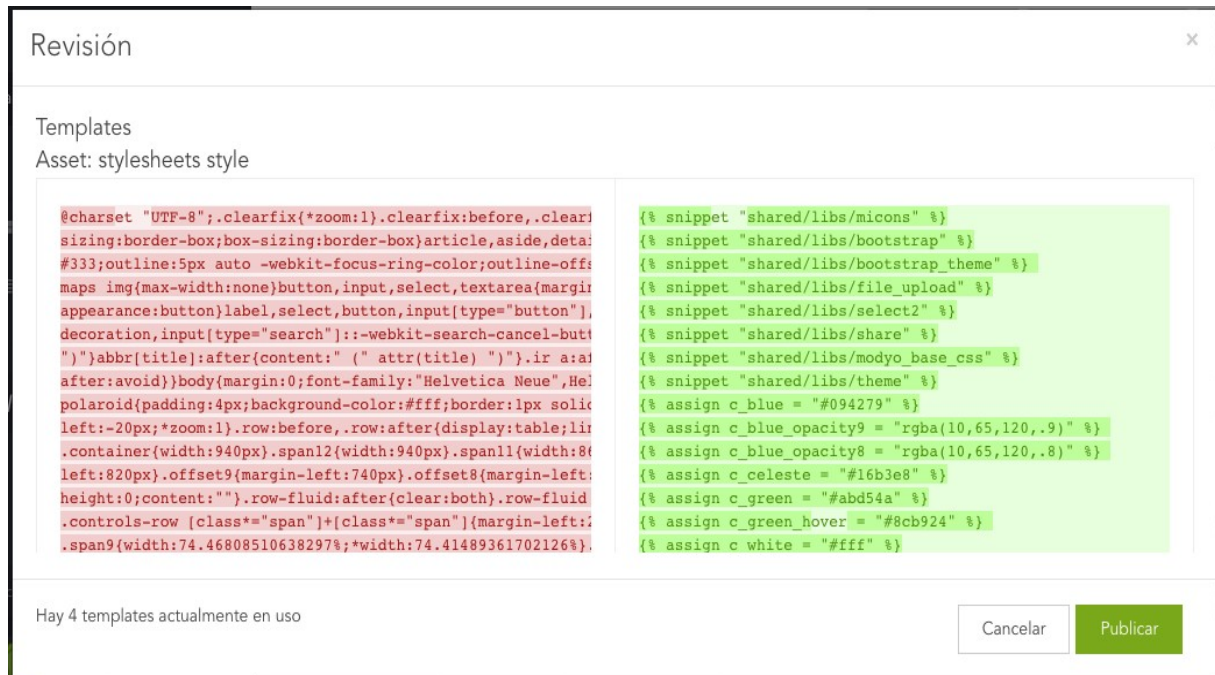 Revisión
×
Templates
Asset: stylesheets style
@charset "UTF-8";.clearfix{*zoom:1}.clearfix:before,.clearf
sizing:border-box;box-sizing:border-box}article,aside,detai
#333;outline:5px auto -webkit-focus-ring-color;outline-offs
maps img{max-width:none}button,input,select,textarea{margin
appearance:button}label,select,button,input[type="button"],
decoration,input[type="search"]::-webkit-search-cancel-butt
")"}abbr[title]:after{content:" (" attr(title) ")"}.ir a:af
after:avoid}}body{margin:0;font-family:"Helvetica Neue",Hel
polaroid{padding:4px;background-color:#fff;border:1px solid
left:-20px;*zoom:1}.row:before,.row:after{display:table;lin
.container{width:940px}.span12{width:940px}.span11{width:86
left:820px}.offset9{margin-left:740px}.offset8{margin-left:
height:0;content:""}.row-fluid:after{clear:both}.row-fluid
.controls-row [class*="span"]+[class*="span"]{margin-left:2
.span9{width:74.46808510638297%;*width:74.41489361702126%}.
{% snippet "shared/libs/micons" %}
{% snippet "shared/libs/bootstrap" %}
{% snippet "shared/libs/bootstrap_theme" %}
{% snippet "shared/libs/file_upload" %}
{% snippet "shared/libs/select2" %}
{% snippet "shared/libs/share" %}
{% snippet "shared/libs/modyo_base_css" %}
{% snippet "shared/libs/theme" %}
{% assign c_blue = "#094279" %}
{% assign c_blue_opacity9 = "rgba(10,65,120,.9)" %}
{% assign c_blue_opacity8 = "rgba(10,65,120,.8)" %}
{% assign c_celeste = "#16b3e8" %}
{% assign c_green = "#abd54a" %}
{% assign c_green_hover = "#8cb924" %}
{% assign c_white = "#fff" %}
Hay 4 templates actualmente en uso
Cancelar
Publicar